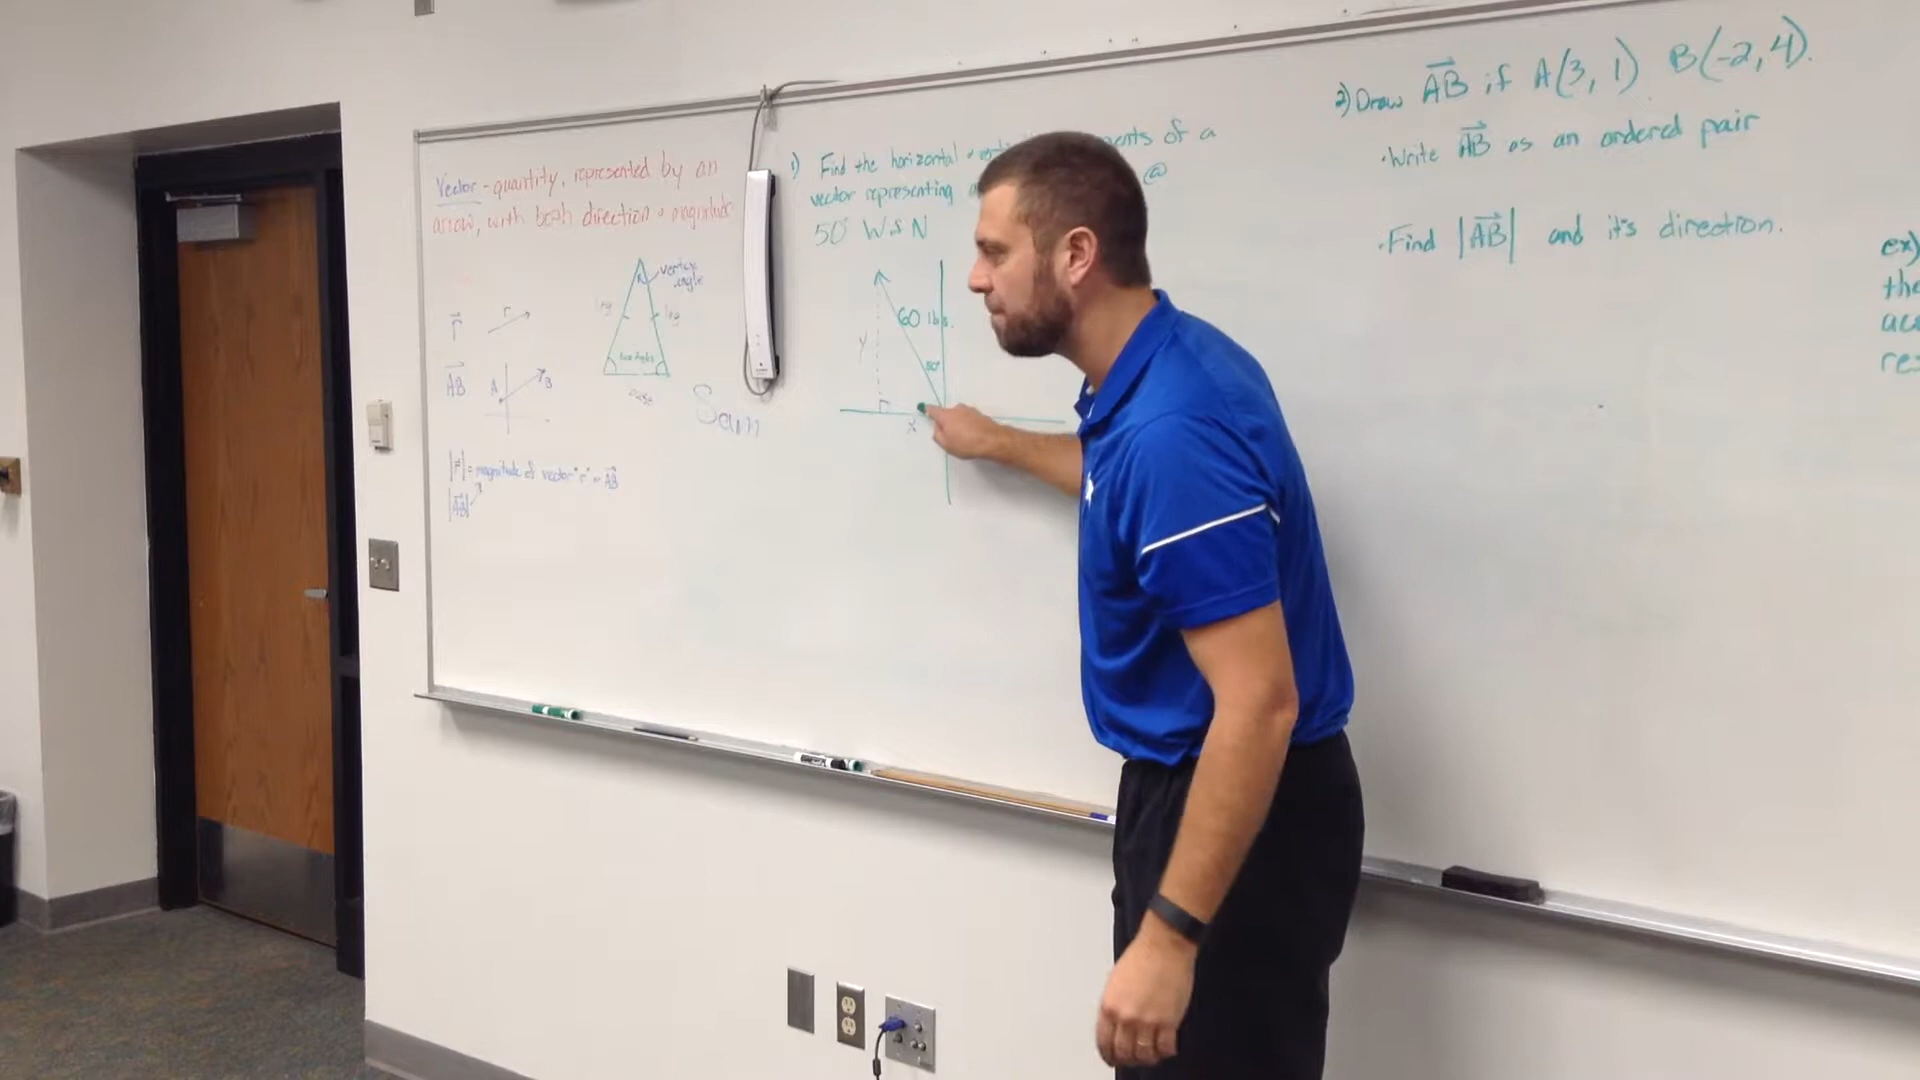 Vector - quantity, represented by an
arrow, with both direction & magnitude
r
r
AB
A
B
|r| = magnitude of vector "r" or AB
|AB|
vertex
angle
leg
leg
Base Angles
Base
Sam
1) Find the horizontal & ments of a
vector representing @
50° W of N
60 lbs.
50°
y
x
2) Draw AB if A(3, 1) B(-2, 4).
·Write AB as an ordered pair
·Find |AB| and it's direction.
ex)
the